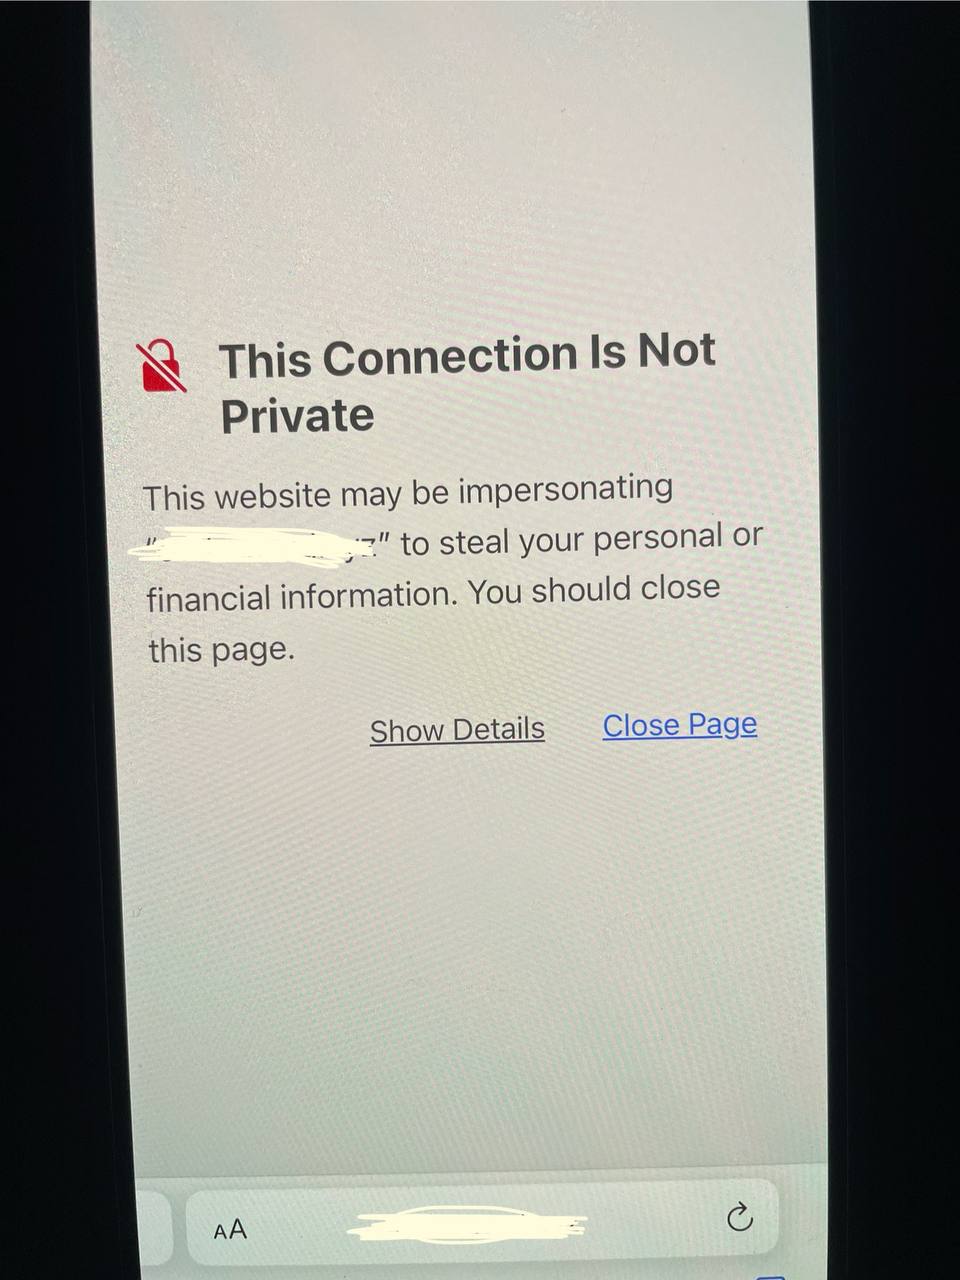 This Connection Is Not
Private
This website may be impersonating
" " to steal your personal or
financial information. You should close
this page.
Show Details
Close Page
AA